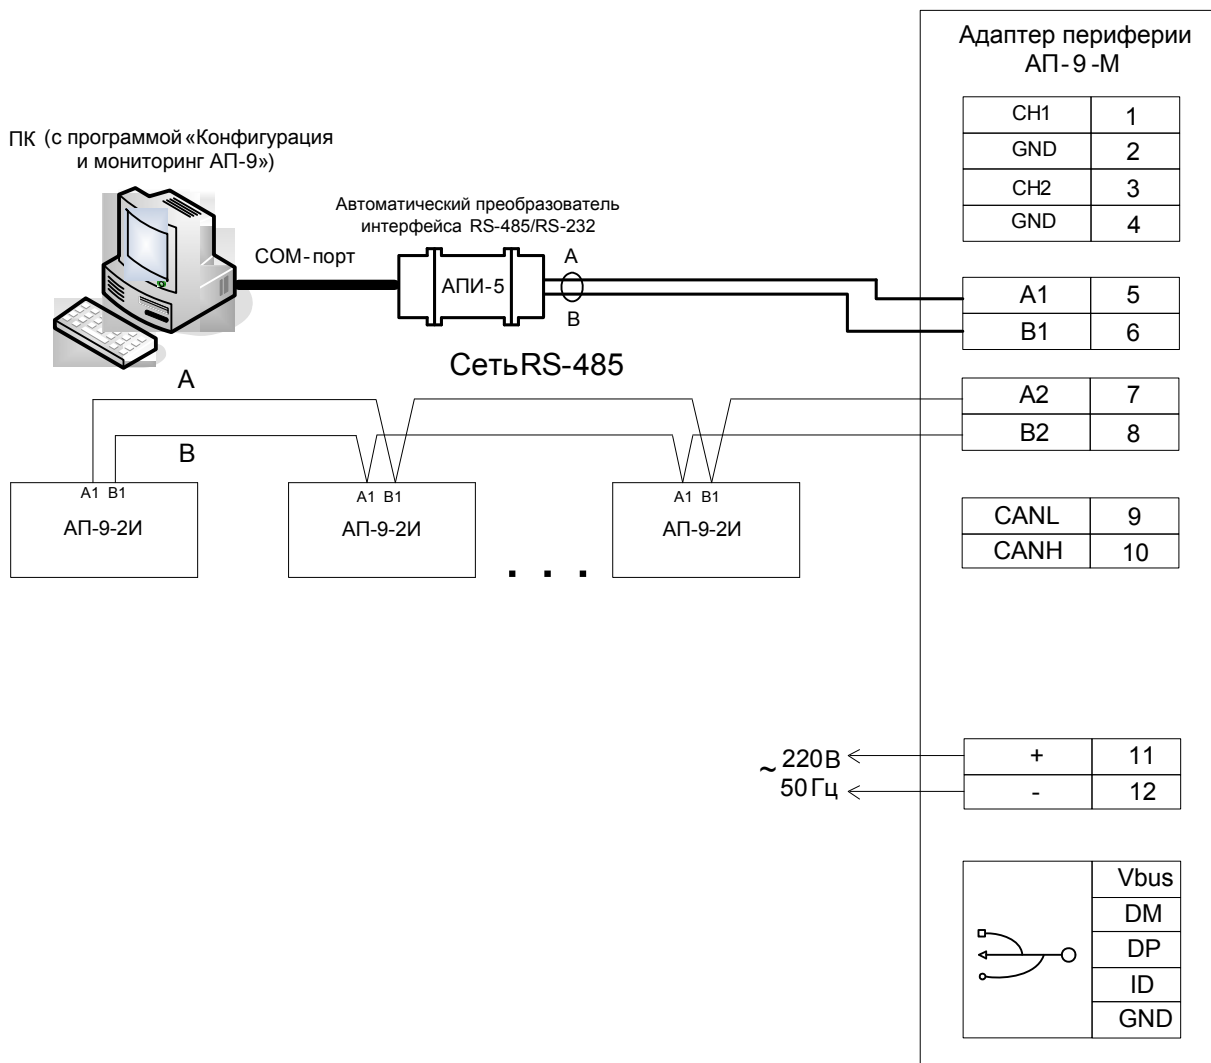 Адаптер периферии
АП-9-М
ПК (с программой «Конфигурация
и мониторинг АП-9»)
Автоматический преобразователь
интерфейса RS-485/RS-232
COM-порт
АПИ-5
A
B
CH1 1
GND 2
CH2 3
GND 4
A1 5
B1 6
Сеть RS-485
A
B
A2 7
B2 8
A1 B1
АП-9-2И
A1 B1
АП-9-2И
. . .
A1 B1
АП-9-2И
CANL 9
CANH 10
~ 220В
50Гц
+ 11
- 12
Vbus
DM
DP
ID
GND